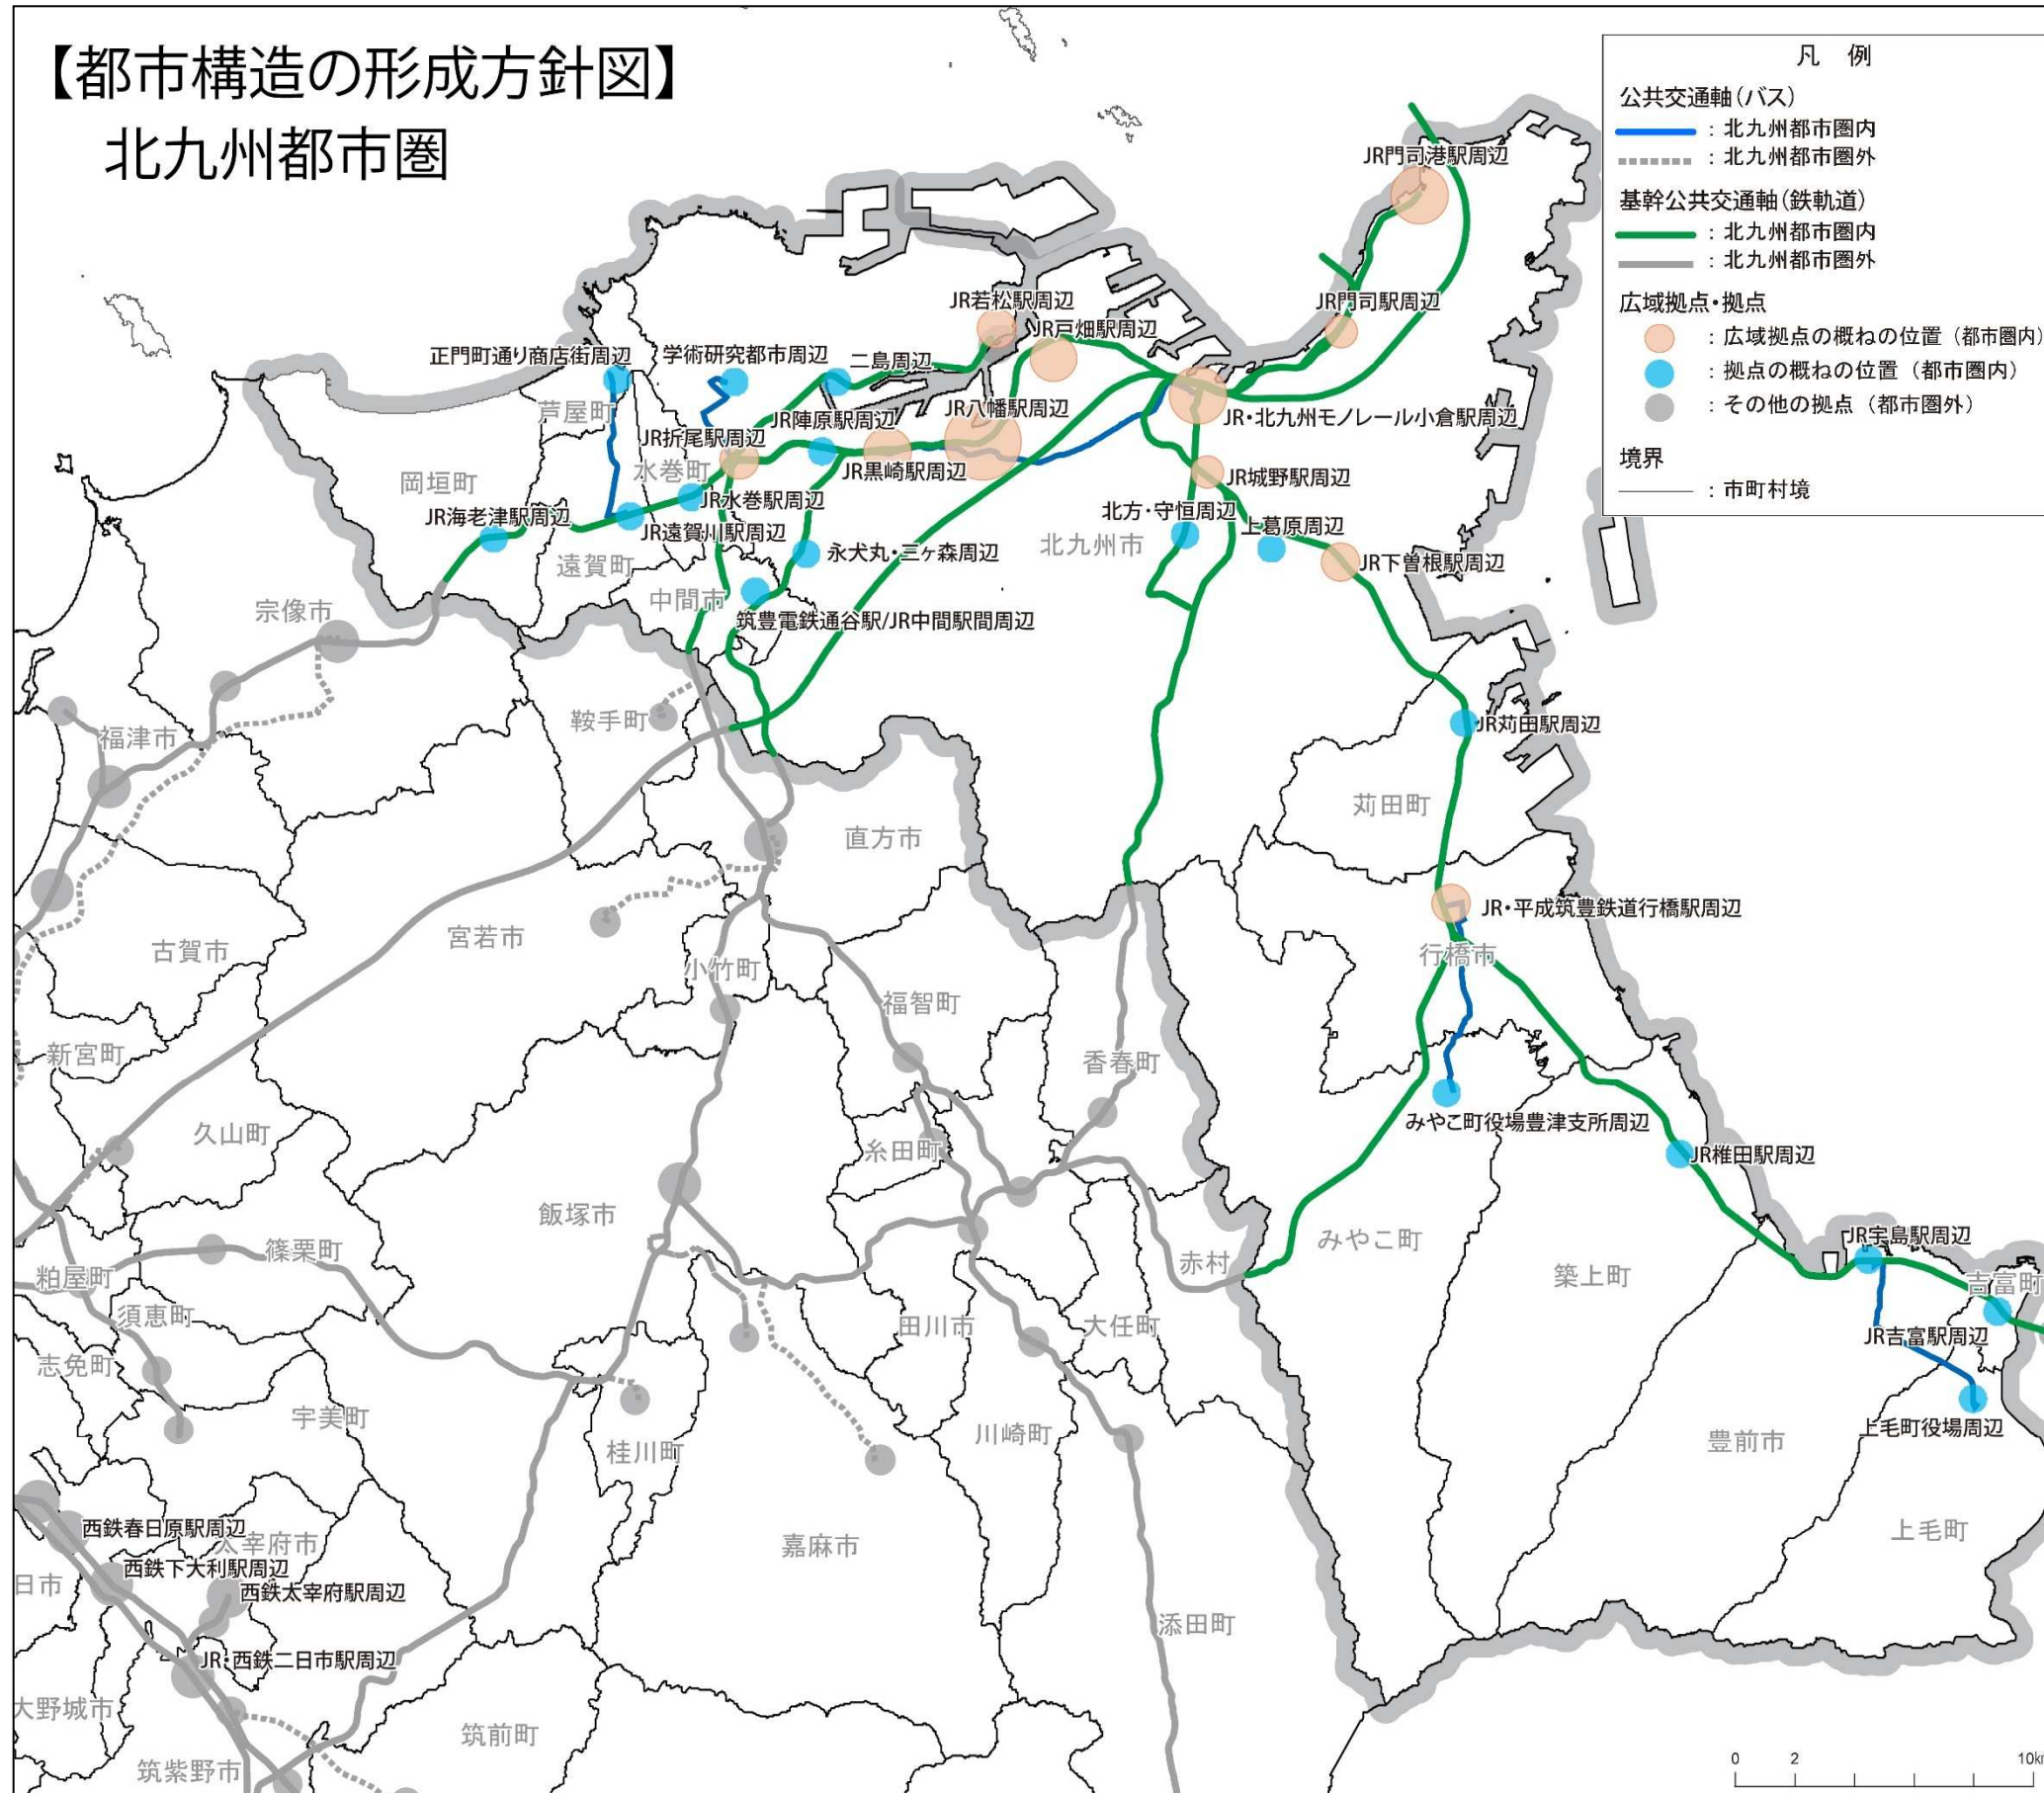 【都市構造の形成方針図】
北九州都市圏
凡 例
公共交通軸(バス)
:北九州都市圏内
:北九州都市圏外
基幹公共交通軸(鉄軌道)
:北九州都市圏内
:北九州都市圏外
広域拠点・拠点
:広域拠点の概ねの位置(都市圏内)
:拠点の概ねの位置(都市圏内)
:その他の拠点(都市圏外)
境界
:市町村境
JR門司港駅周辺
JR若松駅周辺
JR門司駅周辺
JR戸畑駅周辺
正門町通り商店街周辺
学術研究都市周辺
二島周辺
芦屋町
JR陣原駅周辺
JR八幡駅周辺
JR・北九州モノレール小倉駅周辺
JR折尾駅周辺
水巻町
JR黒崎駅周辺
岡垣町
JR城野駅周辺
JR水巻駅周辺
JR海老津駅周辺
JR遠賀川駅周辺
北方・守恒周辺
上葛原周辺
北九州市
永犬丸・三ヶ森周辺
遠賀町
JR下曽根駅周辺
中間市
宗像市
筑豊電鉄通谷駅/JR中間駅間周辺
鞍手町
福津市
JR苅田駅周辺
苅田町
直方市
JR・平成筑豊鉄道行橋駅周辺
宮若市
古賀市
行橋市
小竹町
福智町
新宮町
香春町
久山町
みやこ町役場豊津支所周辺
糸田町
JR椎田駅周辺
飯塚市
JR宇島駅周辺
篠栗町
赤村
みやこ町
築上町
粕屋町
吉富町
須恵町
田川市
大任町
JR吉富駅周辺
志免町
宇美町
川崎町
上毛町役場周辺
桂川町
豊前市
西鉄春日原駅周辺
太宰府市
嘉麻市
上毛町
西鉄下大利駅周辺
日市
西鉄太宰府駅周辺
添田町
JR・西鉄二日市駅周辺
大野城市
筑前町
筑紫野市
0 2 10km